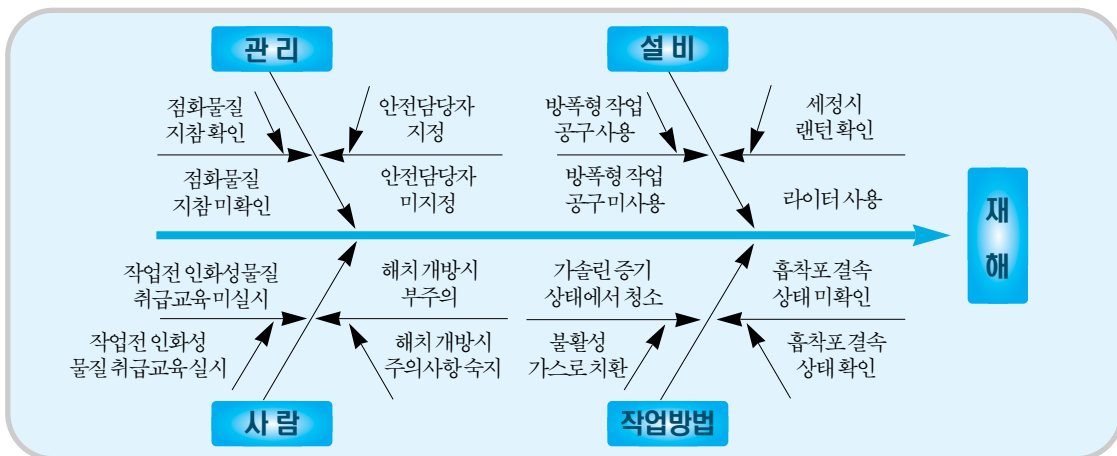 관 리
설 비
점화물질
지참 확인
안전담당자
지정
방폭형 작업
공구 사용
세정시
랜턴 확인
점화물질
지참 미확인
안전담당자
미지정
방폭형 작업
공구 미사용
라이터 사용
재
해
작업전 인화성물질
취급교육 미실시
해치 개방시
부주의
가솔린 증기
상태에서 청소
흡착포 결속
상태 미확인
작업전 인화성
물질 취급교육 실시
해치 개방시
주의사항 숙지
불활성
가스로 치환
흡착포 결속
상태 확인
사 람
작업방법